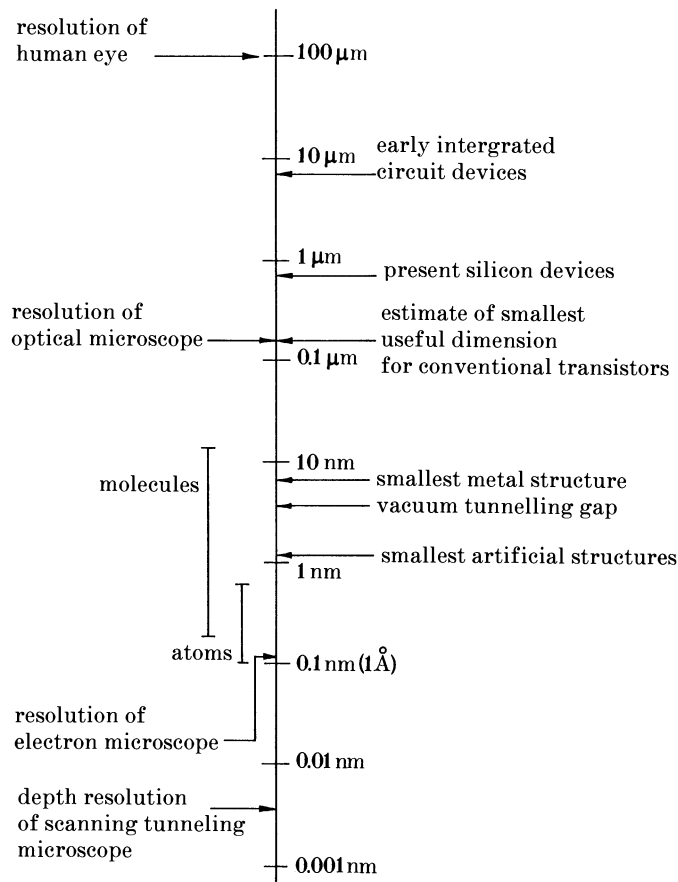 resolution of
human eye
100 µm
10 µm
early intergrated
circuit devices
1 µm
present silicon devices
resolution of
optical microscope
estimate of smallest
useful dimension
for conventional transistors
0.1 µm
10 nm
molecules
smallest metal structure
vacuum tunnelling gap
smallest artificial structures
1 nm
atoms
0.1 nm (1Å)
resolution of
electron microscope
0.01 nm
depth resolution
of scanning tunneling
microscope
0.001 nm